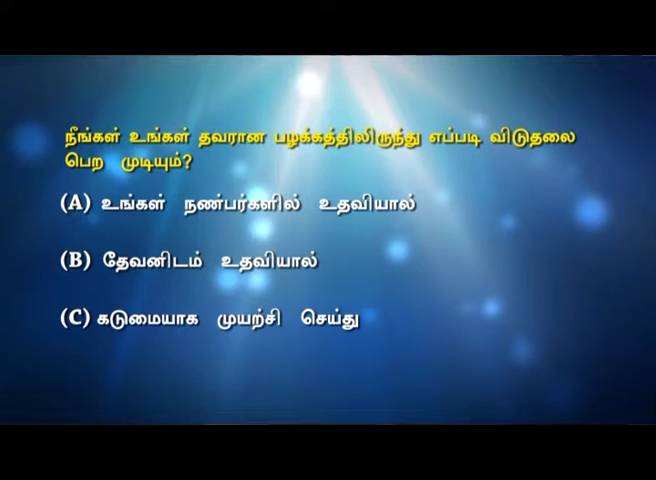 நீங்கள் உங்கள் தவரான பழக்கத்திலிருந்து எப்படி விடுதலை
பெற முடியும்?
(A) உங்கள் நண்பர்களில் உதவியால்
(B) தேவனிடம் உதவியால்
(C) கடுமையாக முயற்சி செய்து